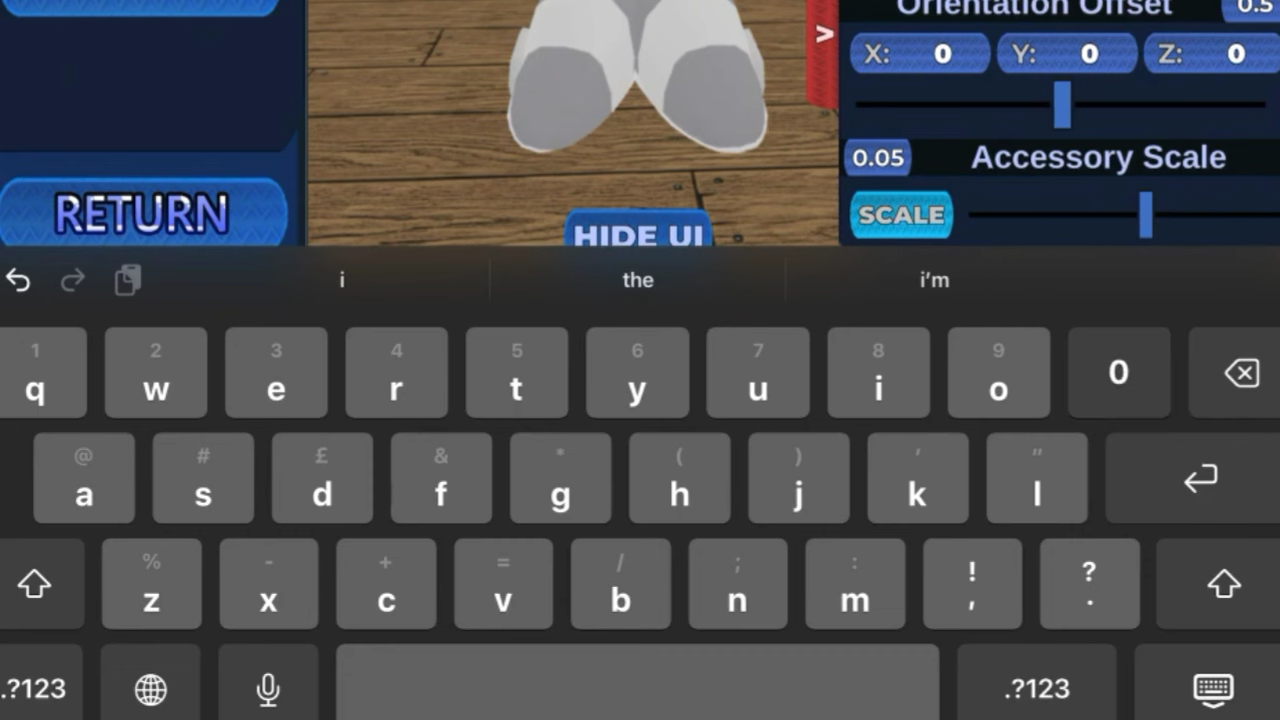 Orientation Offset 0.5
X: 0 Y: 0 Z: 0
>
0.05 Accessory Scale
RETURN
SCALE
HIDE UI
i the i'm
1 2 3 4 5 6 7 8 9
q w e r t y u i o 0
@ # £ & * ( ) ' "
a s d f g h j k l
% - + = / ; : ! ?
z x c v b n m , .
.?123 .?123